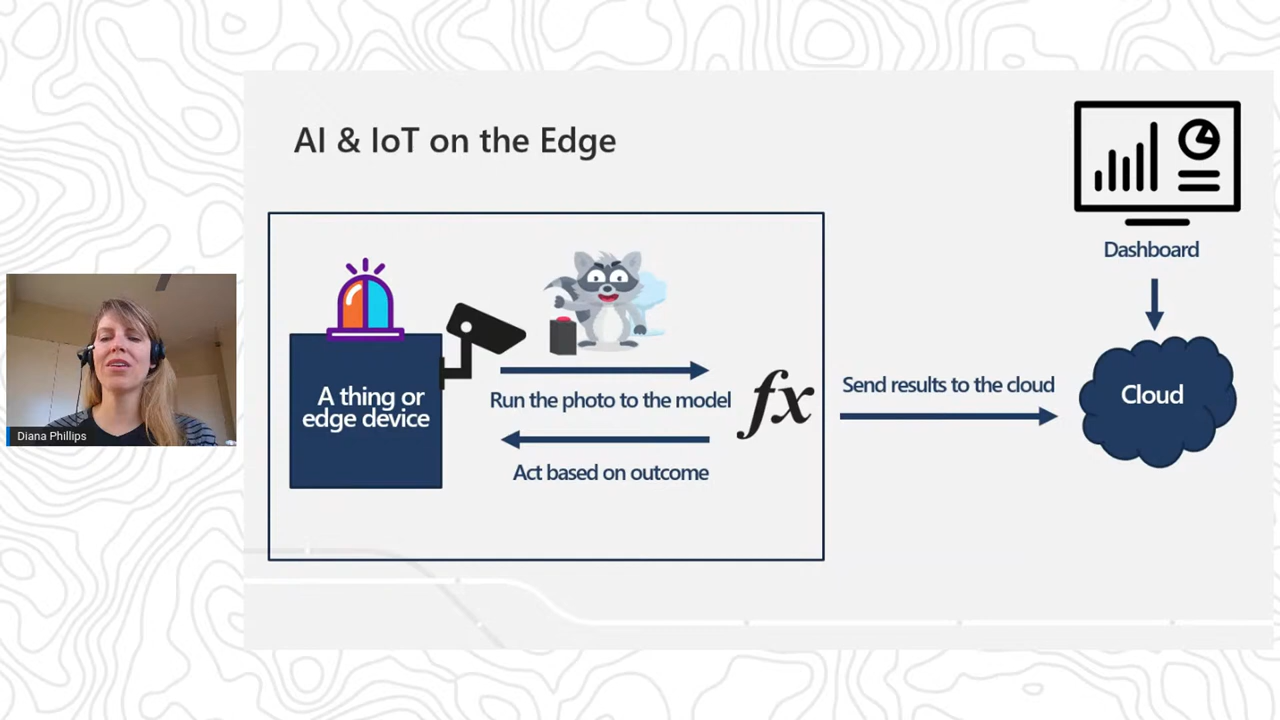 AI & IoT on the Edge
Dashboard
A thing or
edge device
Run the photo to the model
Act based on outcome
fx
Send results to the cloud
Cloud
Diana Phillips